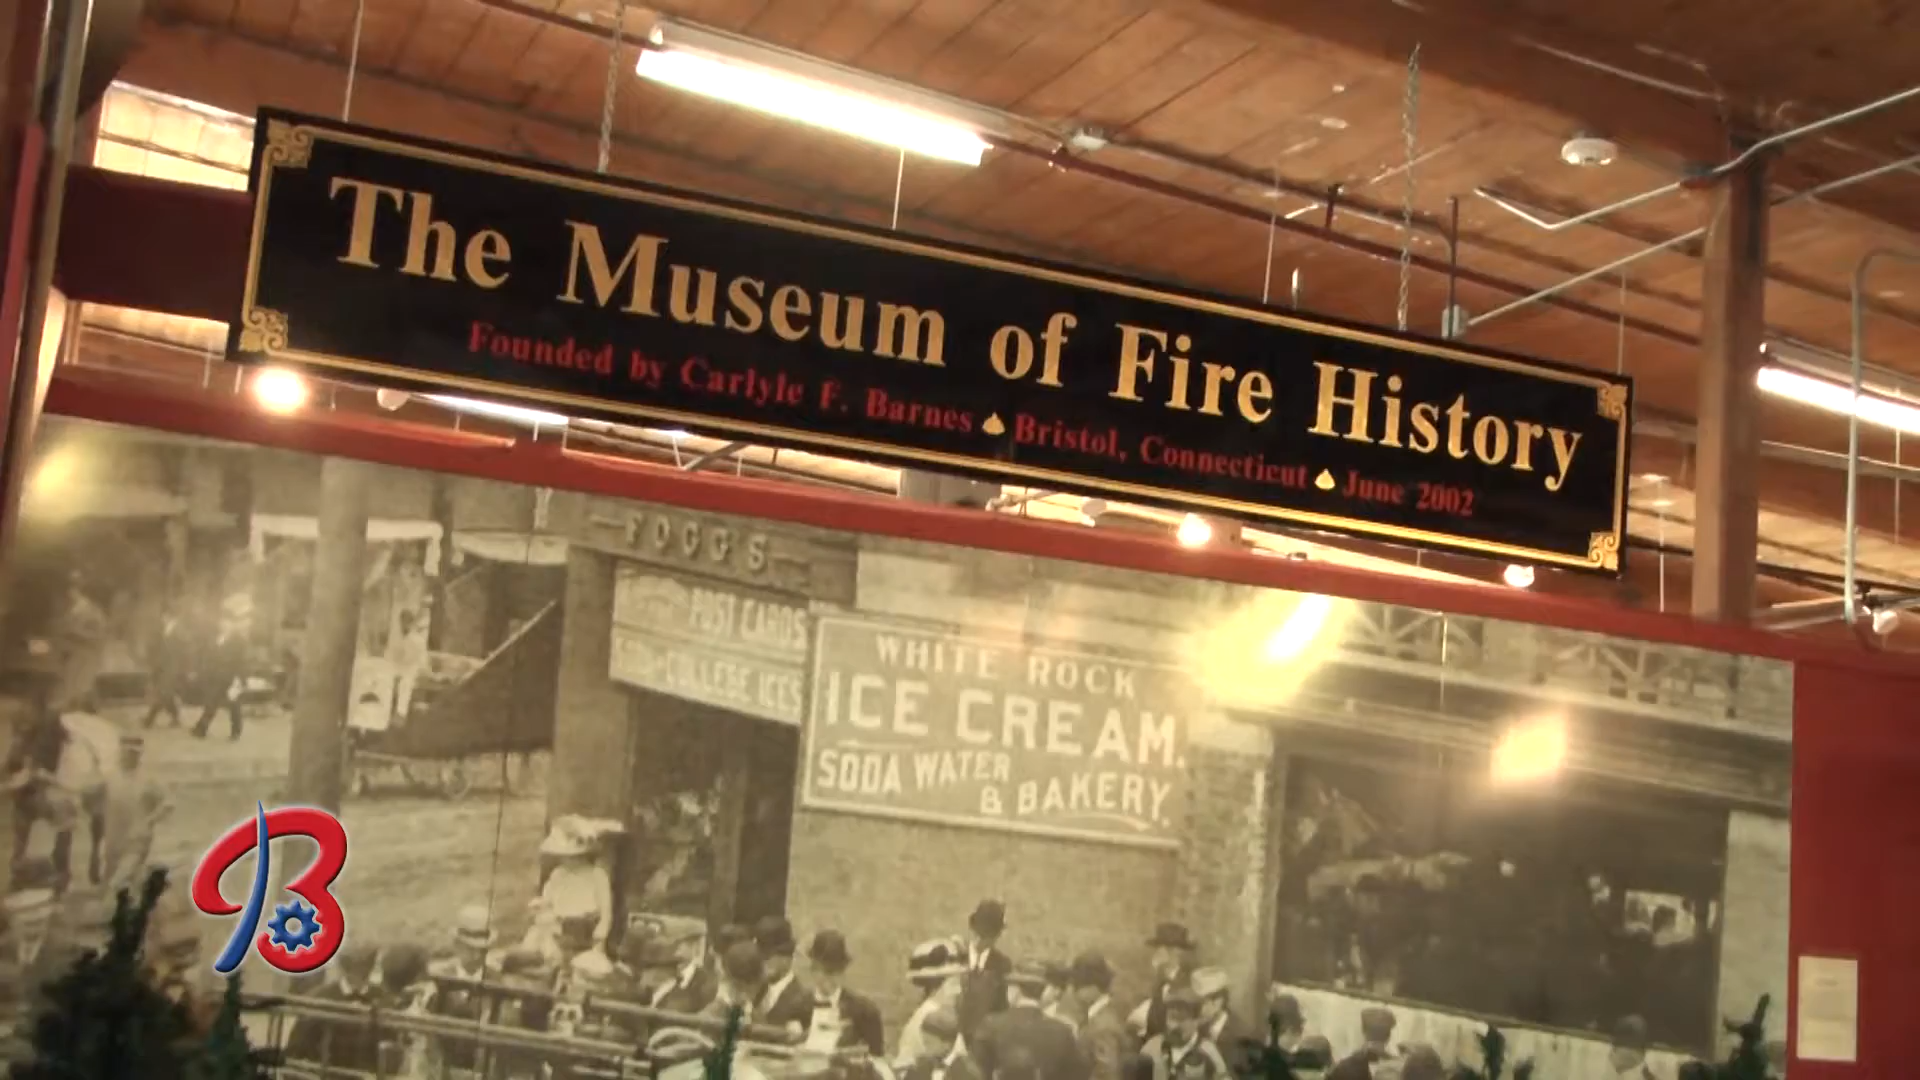 The Museum of Fire History
Founded by Carlyle F. Barnes Bristol, Connecticut June 2002
FOGG'S
POST CARDS
COLLEGE ICES
WHITE ROCK
ICE CREAM.
SODA WATER
& BAKERY.
B